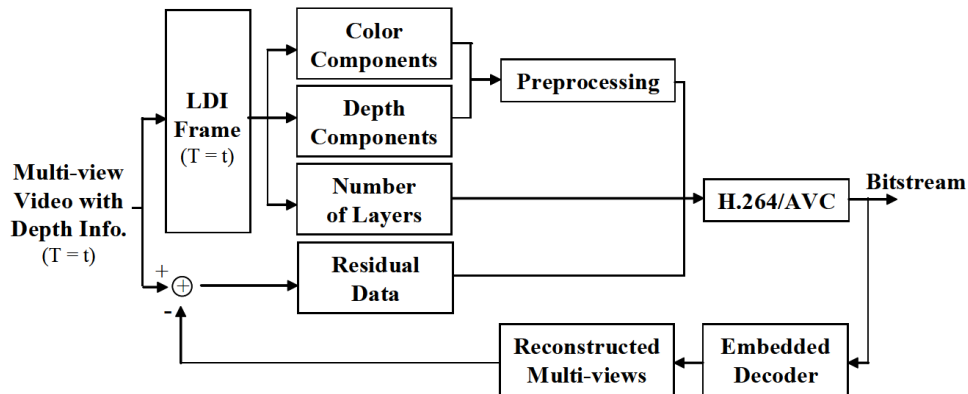 Multi-view
Video with
Depth Info.
(T = t)
LDI
Frame
(T = t)
Color
Components
Depth
Components
Number
of Layers
Residual
Data
Preprocessing
H.264/AVC
Bitstream
+
+
-
Reconstructed
Multi-views
Embedded
Decoder